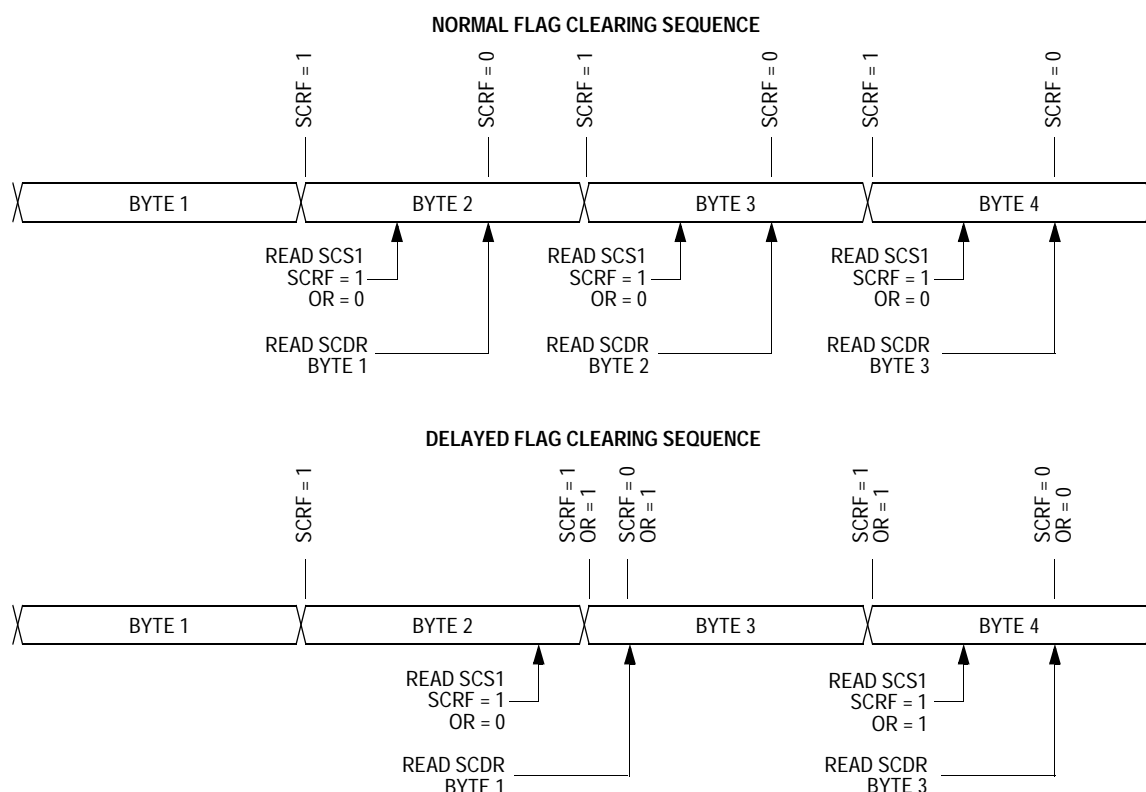 NORMAL FLAG CLEARING SEQUENCE
SCRF = 1
SCRF = 0
SCRF = 1
SCRF = 0
SCRF = 1
SCRF = 0
BYTE 1
BYTE 2
BYTE 3
BYTE 4
READ SCS1
SCRF = 1
OR = 0
READ SCS1
SCRF = 1
OR = 0
READ SCS1
SCRF = 1
OR = 0
READ SCDR
BYTE 1
READ SCDR
BYTE 2
READ SCDR
BYTE 3
DELAYED FLAG CLEARING SEQUENCE
SCRF = 1
SCRF = 1
OR = 1
SCRF = 0
OR = 1
SCRF = 1
OR = 1
SCRF = 0
OR = 0
BYTE 1
BYTE 2
BYTE 3
BYTE 4
READ SCS1
SCRF = 1
OR = 0
READ SCS1
SCRF = 1
OR = 1
READ SCDR
BYTE 1
READ SCDR
BYTE 3